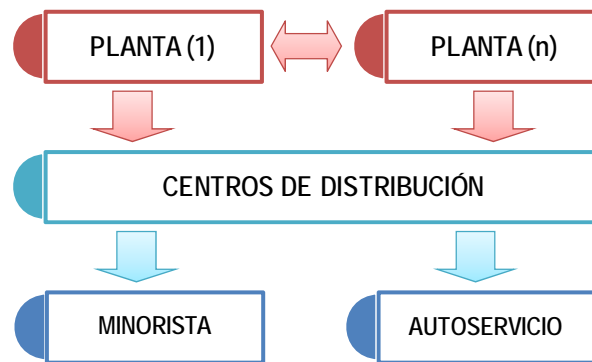 PLANTA (1)
PLANTA (n)
CENTROS DE DISTRIBUCIÓN
MINORISTA
AUTOSERVICIO